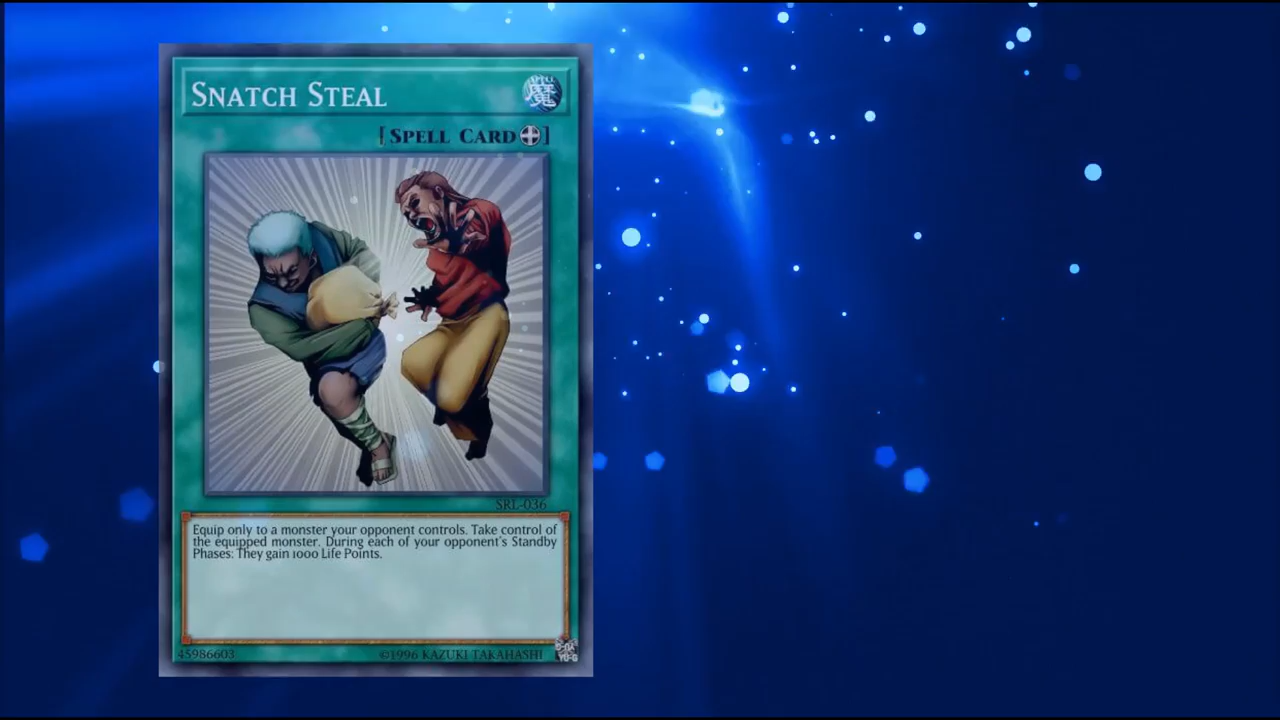 SNATCH STEAL
魔
[SPELL CARD]
SRL-036
Equip only to a monster your opponent controls. Take control of
the equipped monster. During each of your opponent's Standby
Phases: They gain 1000 Life Points.
45986603
©1996 KAZUKI TAKAHASHI